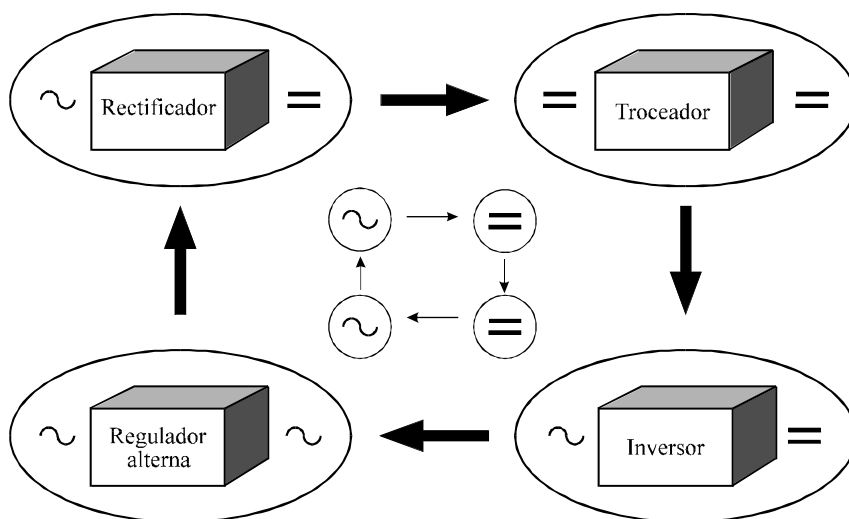 Rectificador
Troceador
Regulador
alterna
Inversor